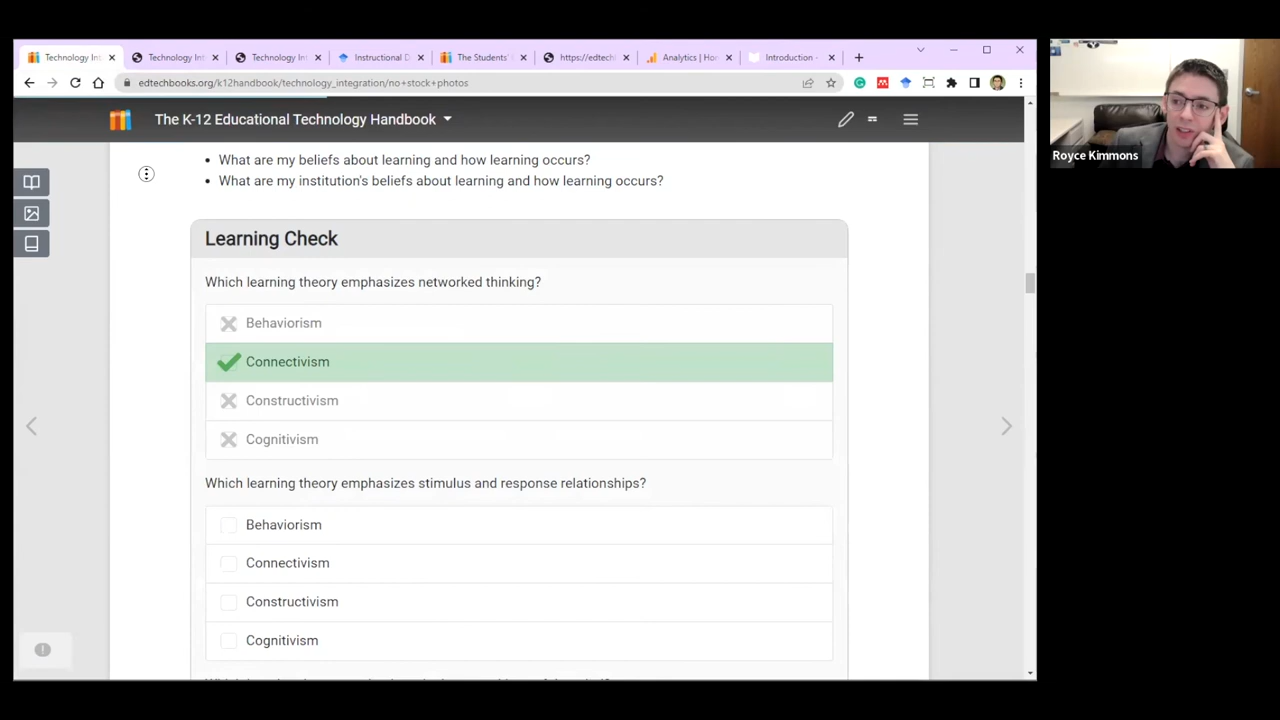 Technology Int
Technology Int
Technology Int
Instructional D
The Students'
https://edtech
Analytics | Ho
Introduction -
edtechbooks.org/k12handbook/technology_integration/no+stock+photos
The K-12 Educational Technology Handbook
Royce Kimmons
What are my beliefs about learning and how learning occurs?
What are my institution's beliefs about learning and how learning occurs?
Learning Check
Which learning theory emphasizes networked thinking?
Behaviorism
Connectivism
Constructivism
Cognitivism
Which learning theory emphasizes stimulus and response relationships?
Behaviorism
Connectivism
Constructivism
Cognitivism